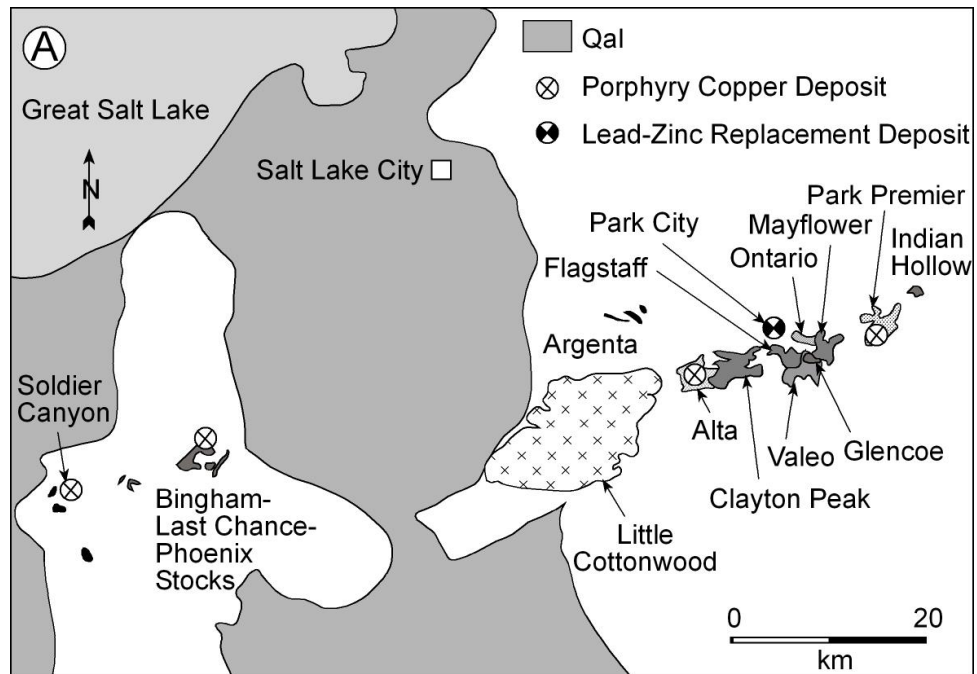 A
Qal
Porphyry Copper Deposit
Lead-Zinc Replacement Deposit
Great Salt Lake
N
Salt Lake City
Park City
Flagstaff
Ontario
Mayflower
Park Premier
Indian
Hollow
Argenta
Soldier
Canyon
Bingham-
Last Chance-
Phoenix
Stocks
Alta
Valeo
Glencoe
Clayton Peak
Little
Cottonwood
0
20
km